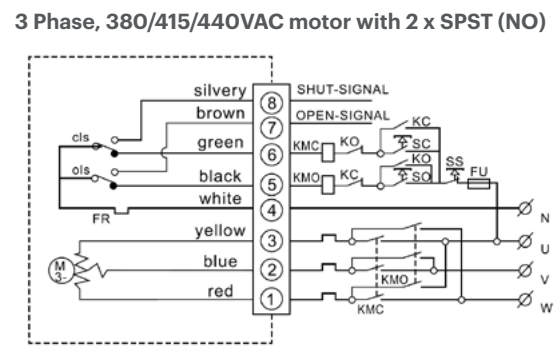 3 Phase, 380/415/440VAC motor with 2 x SPST (NO)
silvery 8 SHUT-SIGNAL
brown 7 OPEN-SIGNAL KC
cls green 6 KMC KO SC
KO
ols black 5 KMO KC SO SS FU
white 4 N
FR
yellow 3 U
M 3~ blue 2 KMO V
red 1 KMC W